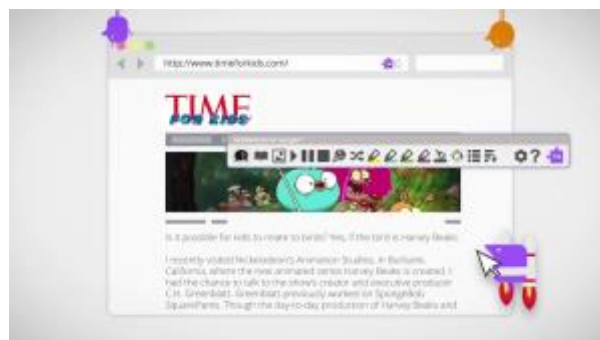 http://www.timeforkids.com/
TIME
FOR KIDS
Is it possible for kids to relate to birds? Yes, if the bird is Harvey Beaks.
I recently visited Nickelodeon's Animation Studios, in Burbank,
California, where the new animated series Harvey Beaks is created. I
had the chance to talk to the show's creator and executive producer
C.H. Greenblatt. Greenblatt previously worked on SpongeBob
SquarePants. Through the day-to-day production of Harvey Beaks and